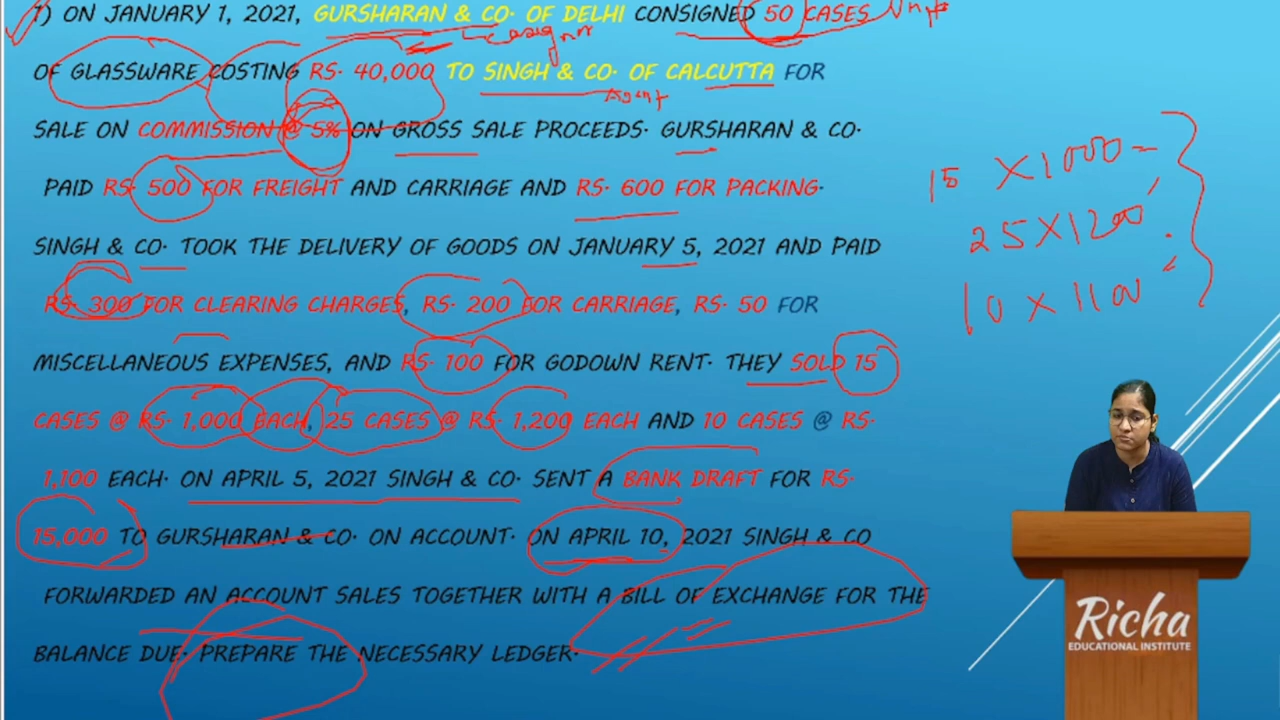 1) ON JANUARY 1, 2021, GURSHARAN & CO. OF DELHI CONSIGNED 50 CASES
Agent
OF GLASSWARE COSTING RS. 40,000 TO SINGH & CO. OF CALCUTTA FOR
SALE ON COMMISSION @ 5% ON GROSS SALE PROCEEDS. GURSHARAN & CO.
PAID RS. 500 FOR FREIGHT AND CARRIAGE AND RS. 600 FOR PACKING.
SINGH & CO. TOOK THE DELIVERY OF GOODS ON JANUARY 5, 2021 AND PAID
RS. 300 FOR CLEARING CHARGES, RS. 200 FOR CARRIAGE, RS. 50 FOR
MISCELLANEOUS EXPENSES, AND RS. 100 FOR GODOWN RENT. THEY SOLD 15
CASES @ RS. 1,000 EACH, 25 CASES @ RS. 1,200 EACH AND 10 CASES @ RS.
1,100 EACH. ON APRIL 5, 2021 SINGH & CO. SENT A BANK DRAFT FOR RS.
15,000 TO GURSHARAN & CO. ON ACCOUNT. ON APRIL 10, 2021 SINGH & CO
FORWARDED AN ACCOUNT SALES TOGETHER WITH A BILL OF EXCHANGE FOR THE
BALANCE DUE. PREPARE THE NECESSARY LEDGER.
15 X 1000 =
25 X 1200
10 X 1100
Richa
EDUCATIONAL INSTITUTE